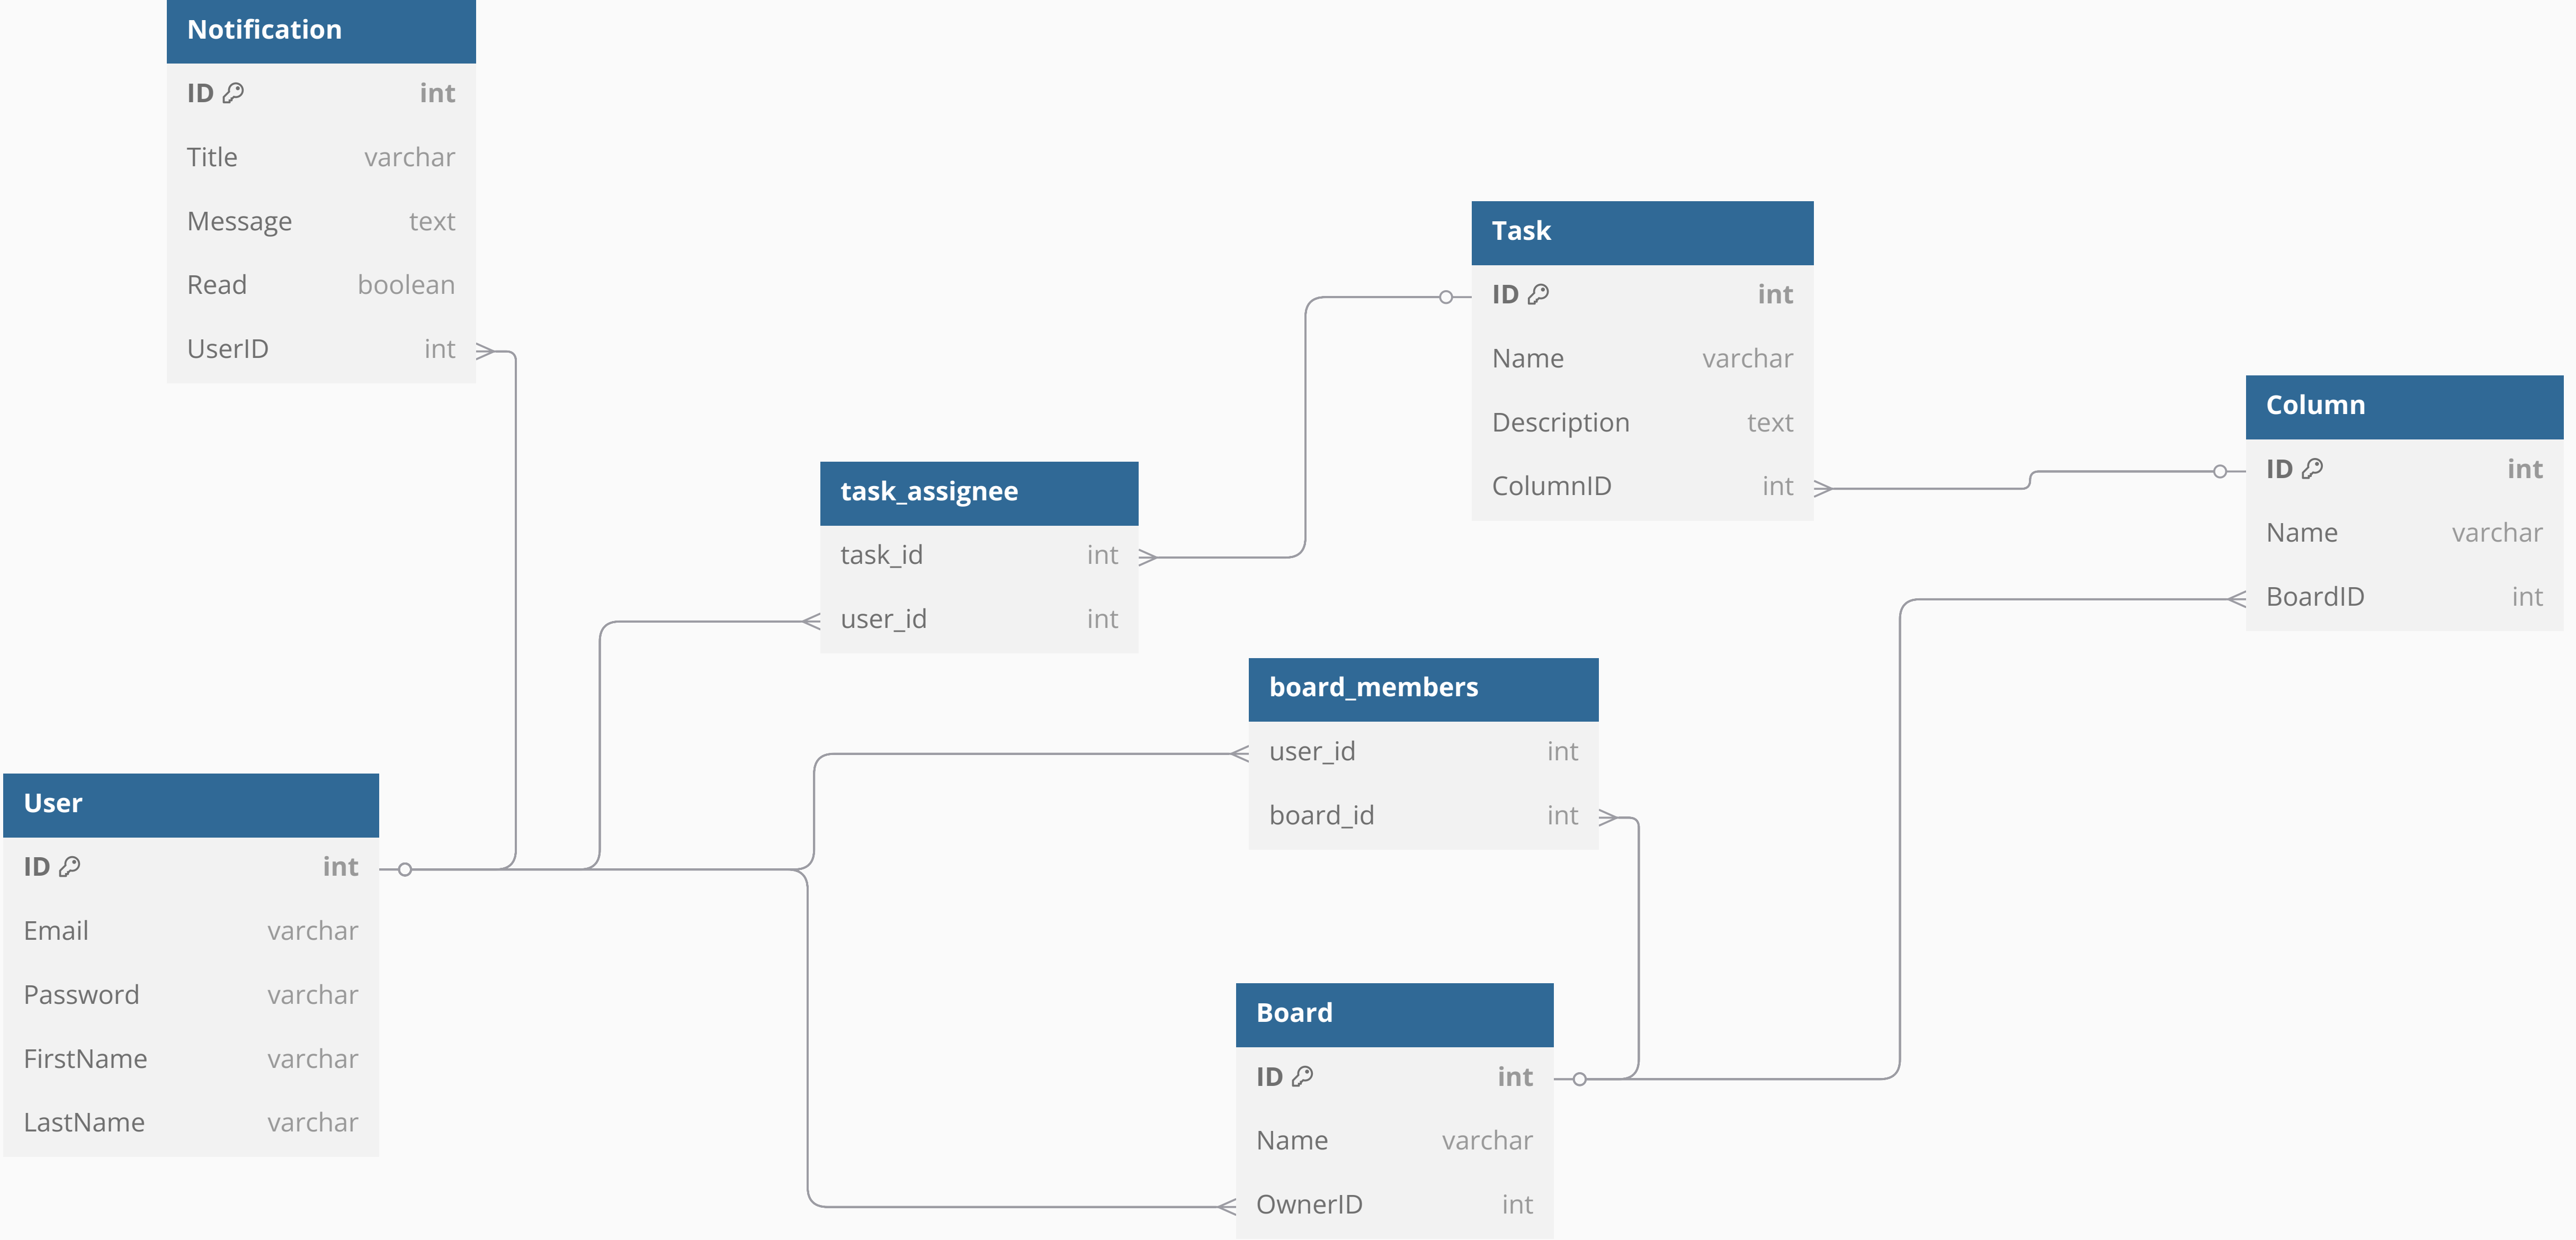 Notification
ID int
Title varchar
Message text
Read boolean
UserID int
Task
ID int
Name varchar
Description text
ColumnID int
Column
ID int
Name varchar
BoardID int
task_assignee
task_id int
user_id int
board_members
user_id int
board_id int
User
ID int
Email varchar
Password varchar
FirstName varchar
LastName varchar
Board
ID int
Name varchar
OwnerID int